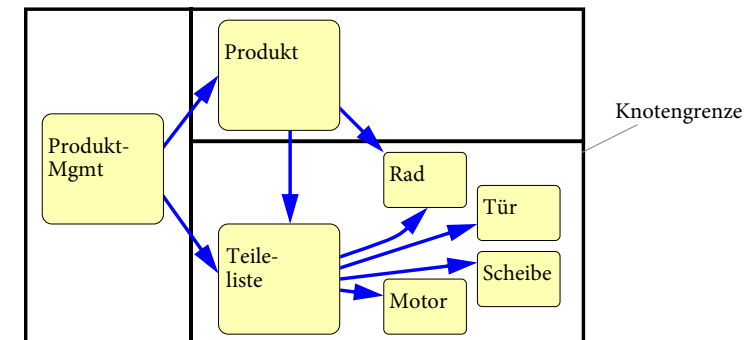 Produkt
Knotengrenze
Produkt-
Mgmt
Rad
Tür
Teile-
liste
Scheibe
Motor